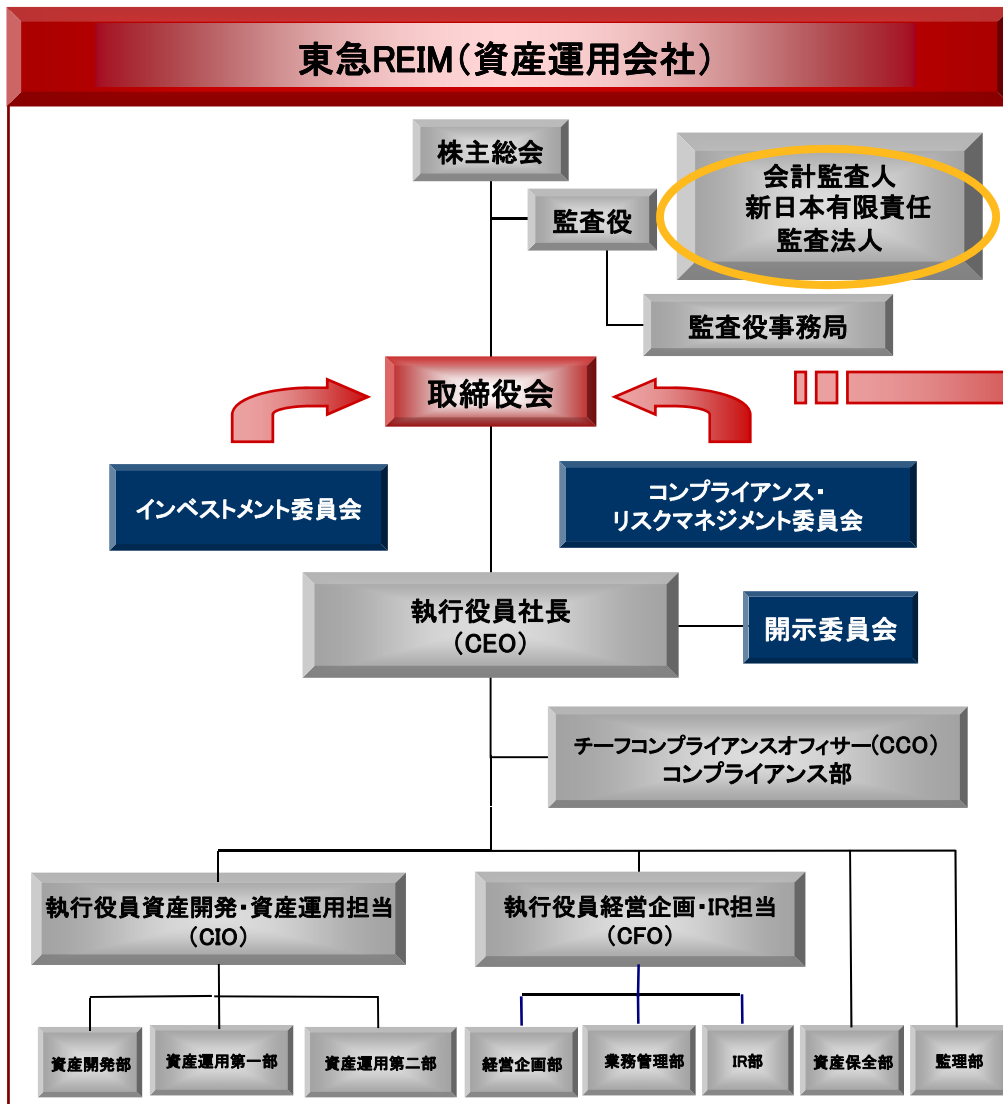 東急REIM(資産運用会社)
株主総会
監査役
会計監査人
新日本有限責任
監査法人
監査役事務局
取締役会
インベストメント委員会
コンプライアンス・
リスクマネジメント委員会
執行役員社長
(CEO)
開示委員会
チーフコンプライアンスオフィサー(CCO)
コンプライアンス部
執行役員資産開発・資産運用担当
(CIO)
執行役員経営企画・IR担当
(CFO)
資産開発部
資産運用第一部
資産運用第二部
経営企画部
業務管理部
IR部
資産保全部
監理部